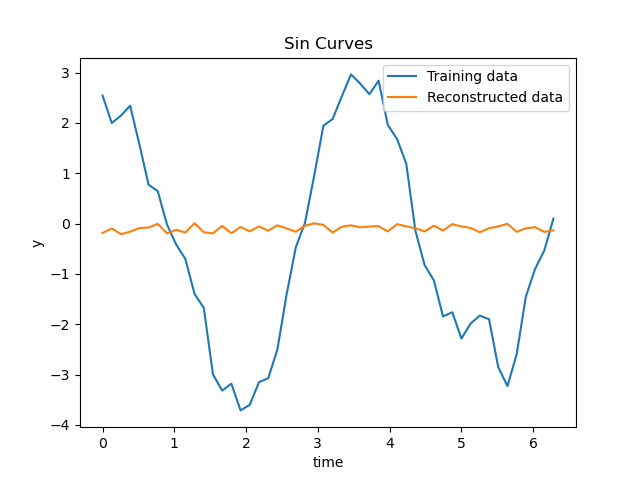 Sin Curves
Training data
Reconstructed data
3
2
1
0
−1
−2
−3
−4
y
0 1 2 3 4 5 6
time